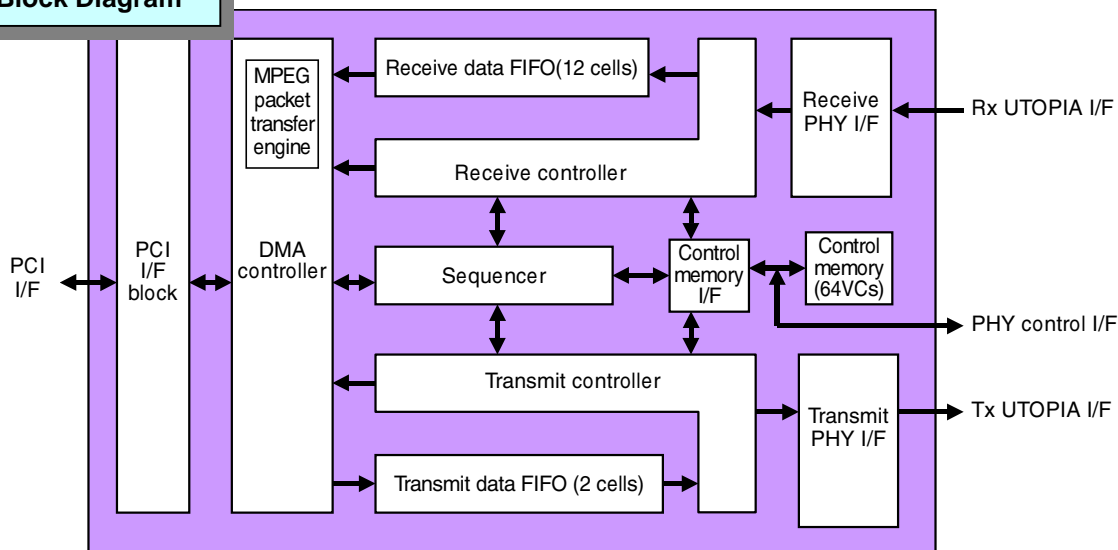 Block Diagram
MPEG
packet
transfer
engine
Receive data FIFO(12 cells)
Receive
PHY I/F
Rx UTOPIA I/F
Receive controller
PCI
I/F
PCI
I/F
block
DMA
controller
Sequencer
Control
memory
I/F
Control
memory
(64VCs)
PHY control I/F
Transmit controller
Transmit
PHY I/F
Tx UTOPIA I/F
Transmit data FIFO (2 cells)